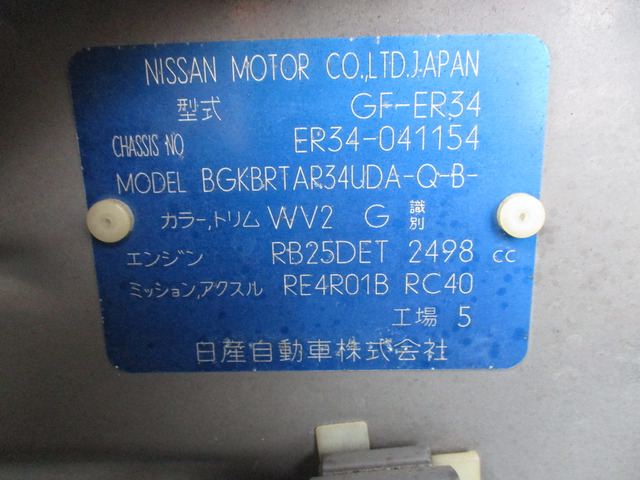 NISSAN MOTOR CO.,LTD.JAPAN
型式 GF-ER34
CHASSIS NO ER34-041154
MODEL BGKBRTAR34UDA-Q-B-
カラー,トリム WV2 G 識別
エンジン RB25DET 2498 cc
ミッション,アクスル RE4R01B RC40
工場 5
日産自動車株式会社